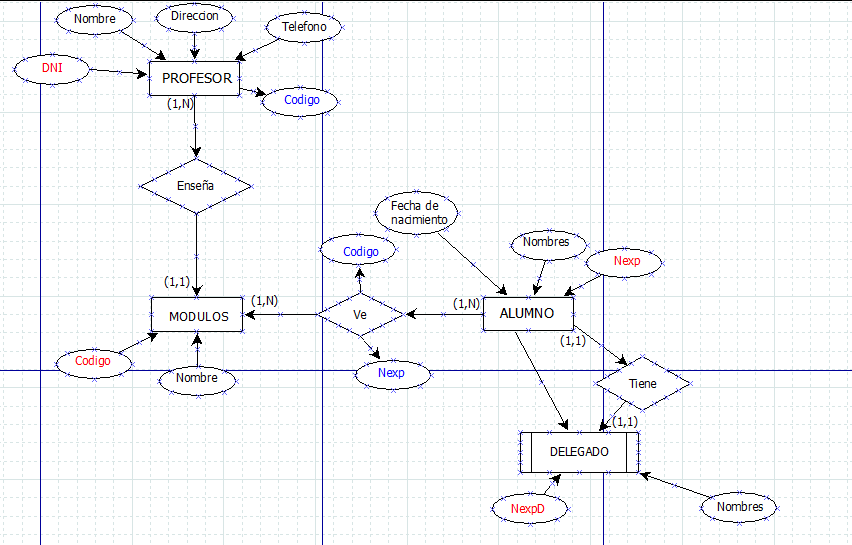 Nombre
Direccion
Telefono
DNI
PROFESOR
Codigo
(1,N)
Enseña
Fecha de
nacimiento
Nombres
Codigo
Nexp
(1,1)
(1,N)
(1,N)
MODULOS
Ve
ALUMNO
(1,1)
Codigo
Nombre
Nexp
Tiene
(1,1)
DELEGADO
NexpD
Nombres